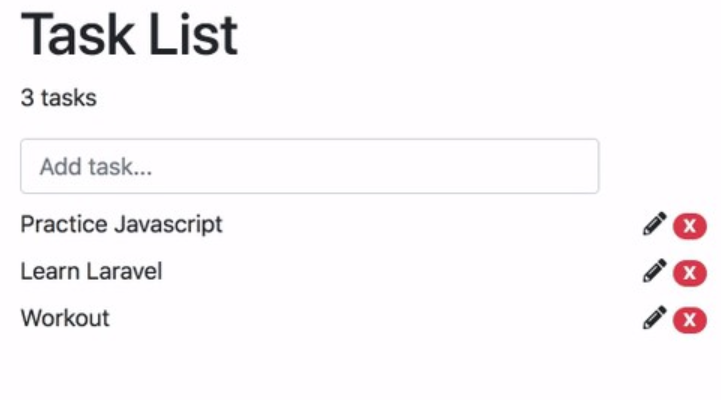 Task List
3 tasks
Add task...
Practice Javascript X
Learn Laravel X
Workout X